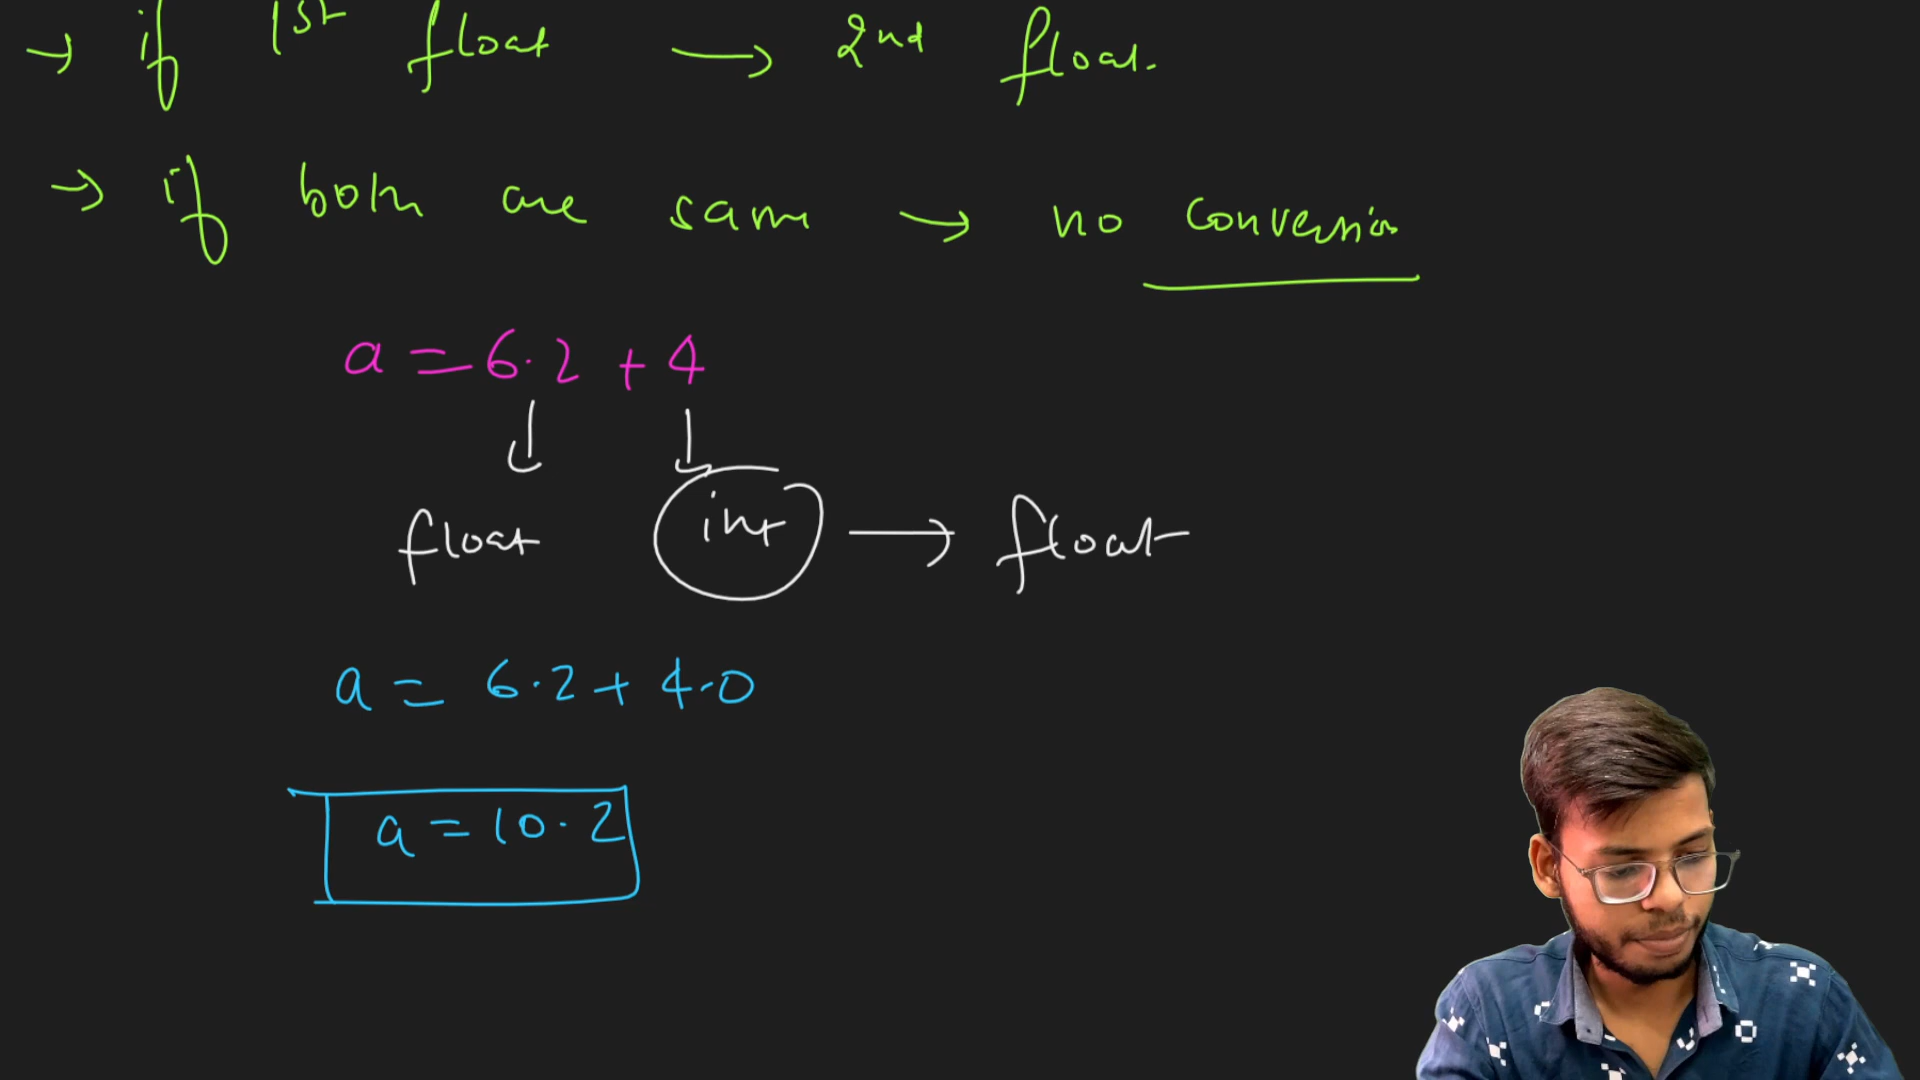 → if 1st float → 2nd float.
→ if both are same → no conversion
a = 6.2 + 4
float int → float
a = 6.2 + 4.0
a = 10.2